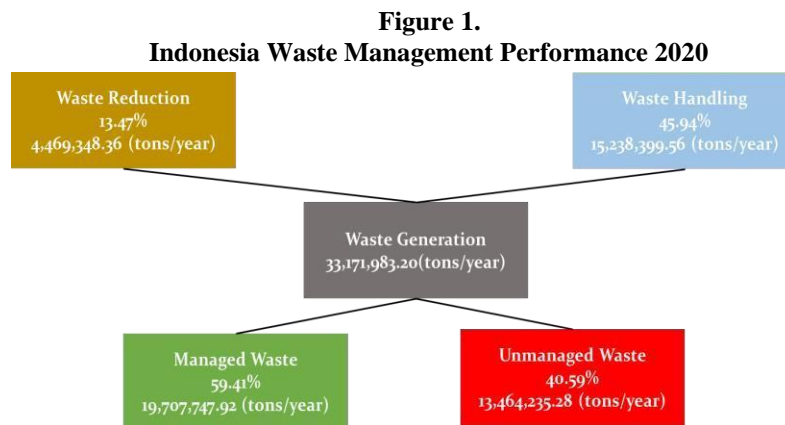 Figure 1.
Indonesia Waste Management Performance 2020
Waste Reduction
13.47%
4,469,348.36 (tons/year)
Waste Handling
45.94%
15,238,399.56 (tons/year)
Waste Generation
33,171,983.20(tons/year)
Managed Waste
59.41%
19,707,747.92 (tons/year)
Unmanaged Waste
40.59%
13,464,235.28 (tons/year)